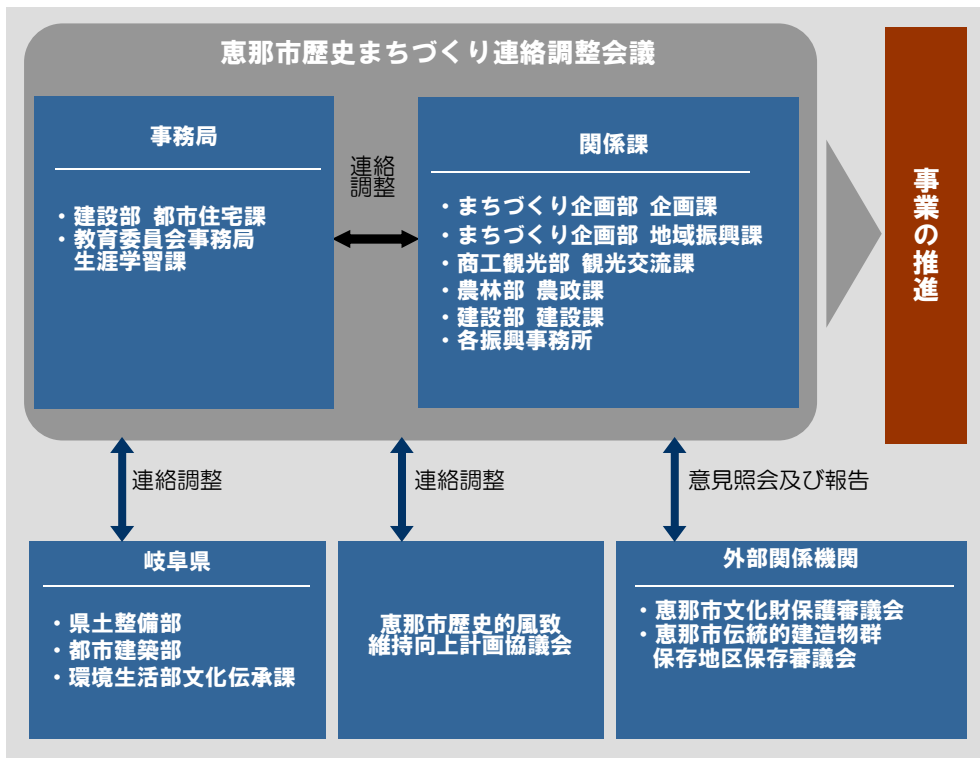 恵那市歴史まちづくり連絡調整会議
事務局
・建設部 都市住宅課
・教育委員会事務局
生涯学習課
連絡
調整
関係課
・まちづくり企画部 企画課
・まちづくり企画部 地域振興課
・商工観光部 観光交流課
・農林部 農政課
・建設部 建設課
・各振興事務所
事業の推進
連絡調整
連絡調整
意見照会及び報告
岐阜県
・県土整備部
・都市建築部
・環境生活部文化伝承課
恵那市歴史的風致
維持向上計画協議会
外部関係機関
・恵那市文化財保護審議会
・恵那市伝統的建造物群
保存地区保存審議会